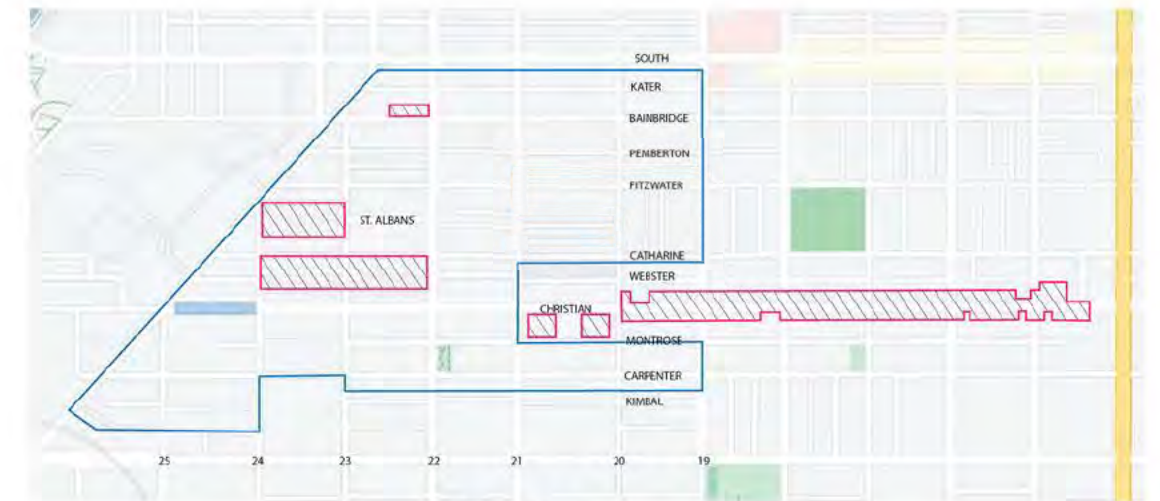 SOUTH
KATER
BAINBRIDGE
PEMBERTON
FITZWATER
ST. ALBANS
CATHARINE
WEBSTER
CHRISTIAN
MONTROSE
CARPENTER
KIMBAL
25 24 23 22 21 20 19